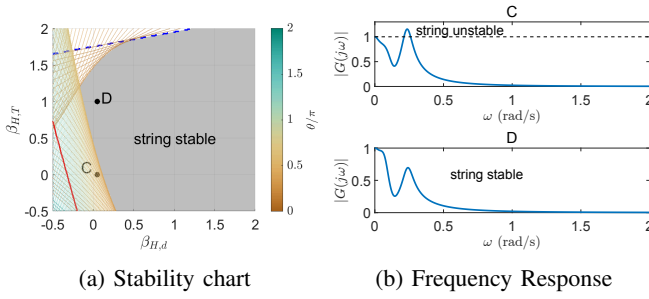 2
1.5
1
0.5
0
-0.5
β_{H,T}
D
C
string stable
-0.5 0 0.5 1 1.5 2
β_{H,d}
2
1.5
1
0.5
0
θ/π
(a) Stability chart
C
string unstable
|G(jω)|
1
0.5
0
0 0.5 1 1.5 2
ω (rad/s)
D
string stable
|G(jω)|
1
0.5
0
0 0.5 1 1.5 2
ω (rad/s)
(b) Frequency Response